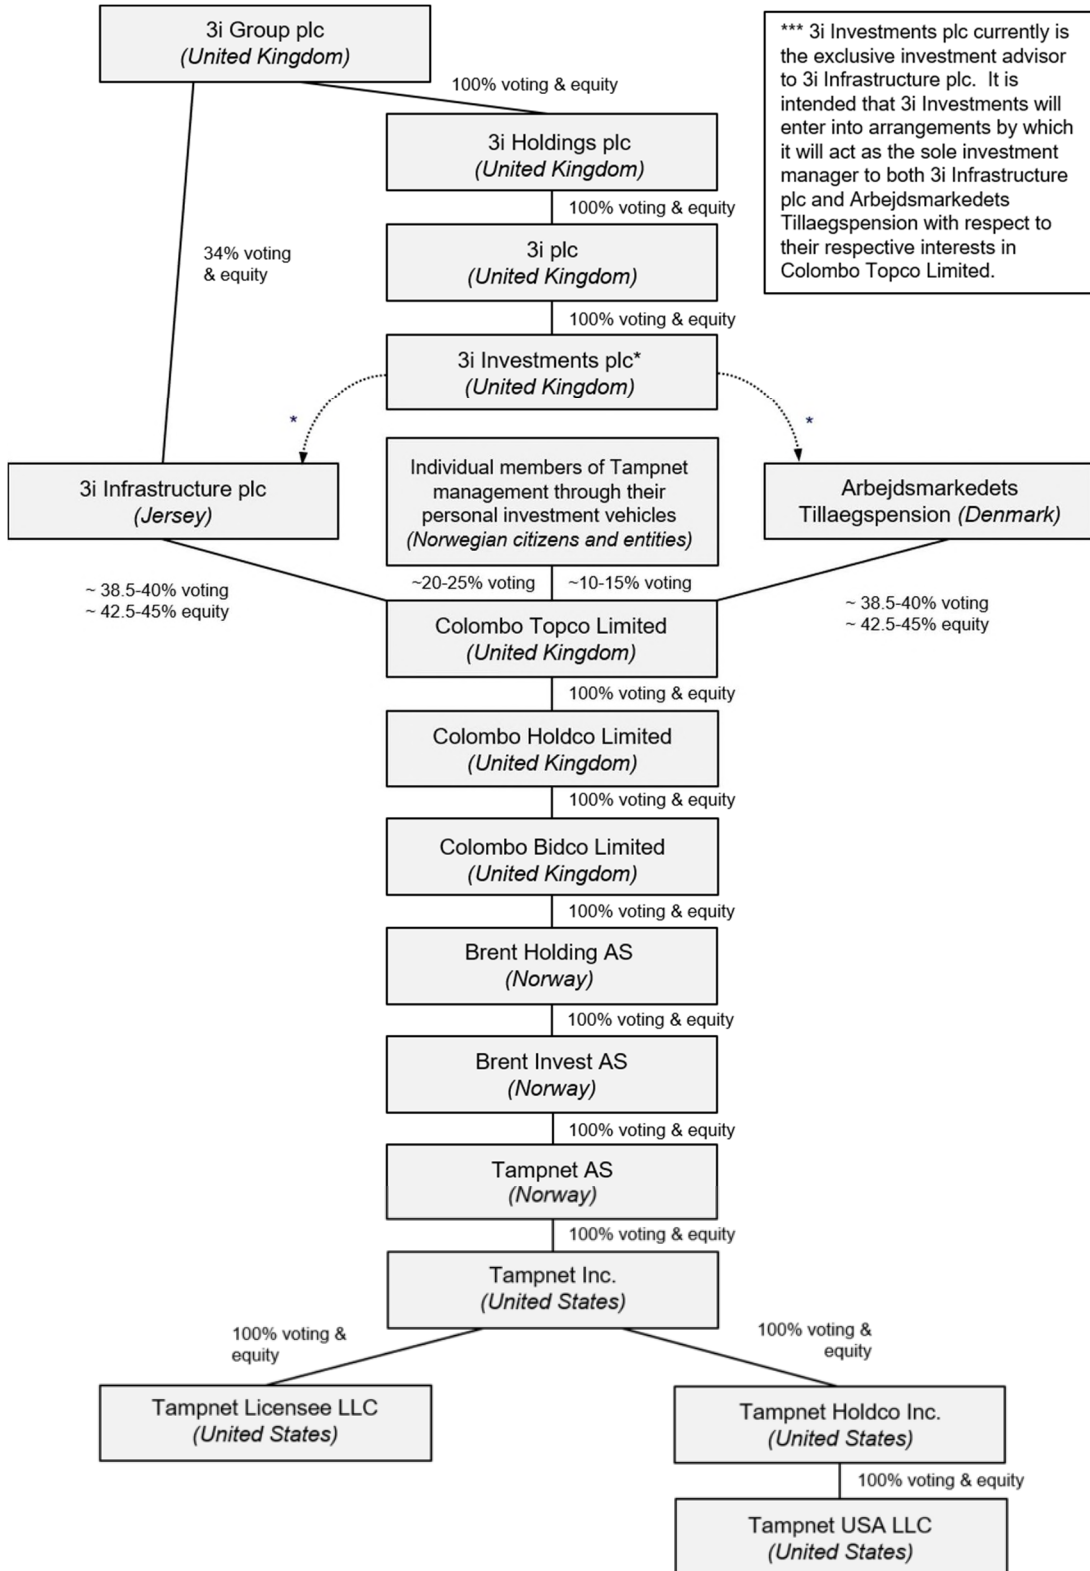 3i Group plc
(United Kingdom)
*** 3i Investments plc currently is
the exclusive investment advisor
to 3i Infrastructure plc.  It is
intended that 3i Investments will
enter into arrangements by which
it will act as the sole investment
manager to both 3i Infrastructure
plc and Arbejdsmarkedets
Tillaegspension with respect to
their respective interests in
Colombo Topco Limited.
100% voting & equity
3i Holdings plc
(United Kingdom)
100% voting & equity
34% voting
& equity
3i plc
(United Kingdom)
100% voting & equity
3i Investments plc*
(United Kingdom)
*
*
3i Infrastructure plc
(Jersey)
Individual members of Tampnet
management through their
personal investment vehicles
(Norwegian citizens and entities)
Arbejdsmarkedets
Tillaegspension (Denmark)
~ 38.5-40% voting
~ 42.5-45% equity
~20-25% voting
~10-15% voting
~ 38.5-40% voting
~ 42.5-45% equity
Colombo Topco Limited
(United Kingdom)
100% voting & equity
Colombo Holdco Limited
(United Kingdom)
100% voting & equity
Colombo Bidco Limited
(United Kingdom)
100% voting & equity
Brent Holding AS
(Norway)
100% voting & equity
Brent Invest AS
(Norway)
100% voting & equity
Tampnet AS
(Norway)
100% voting & equity
Tampnet Inc.
(United States)
100% voting &
equity
100% voting &
equity
Tampnet Licensee LLC
(United States)
Tampnet Holdco Inc.
(United States)
100% voting & equity
Tampnet USA LLC
(United States)